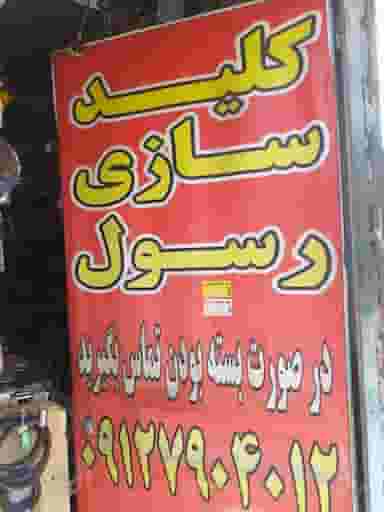 کلید
سازی
رسول
در صورت بسته بودن تماس بگیرید
۰۹۱۲۷۹۰۴۰۱۲